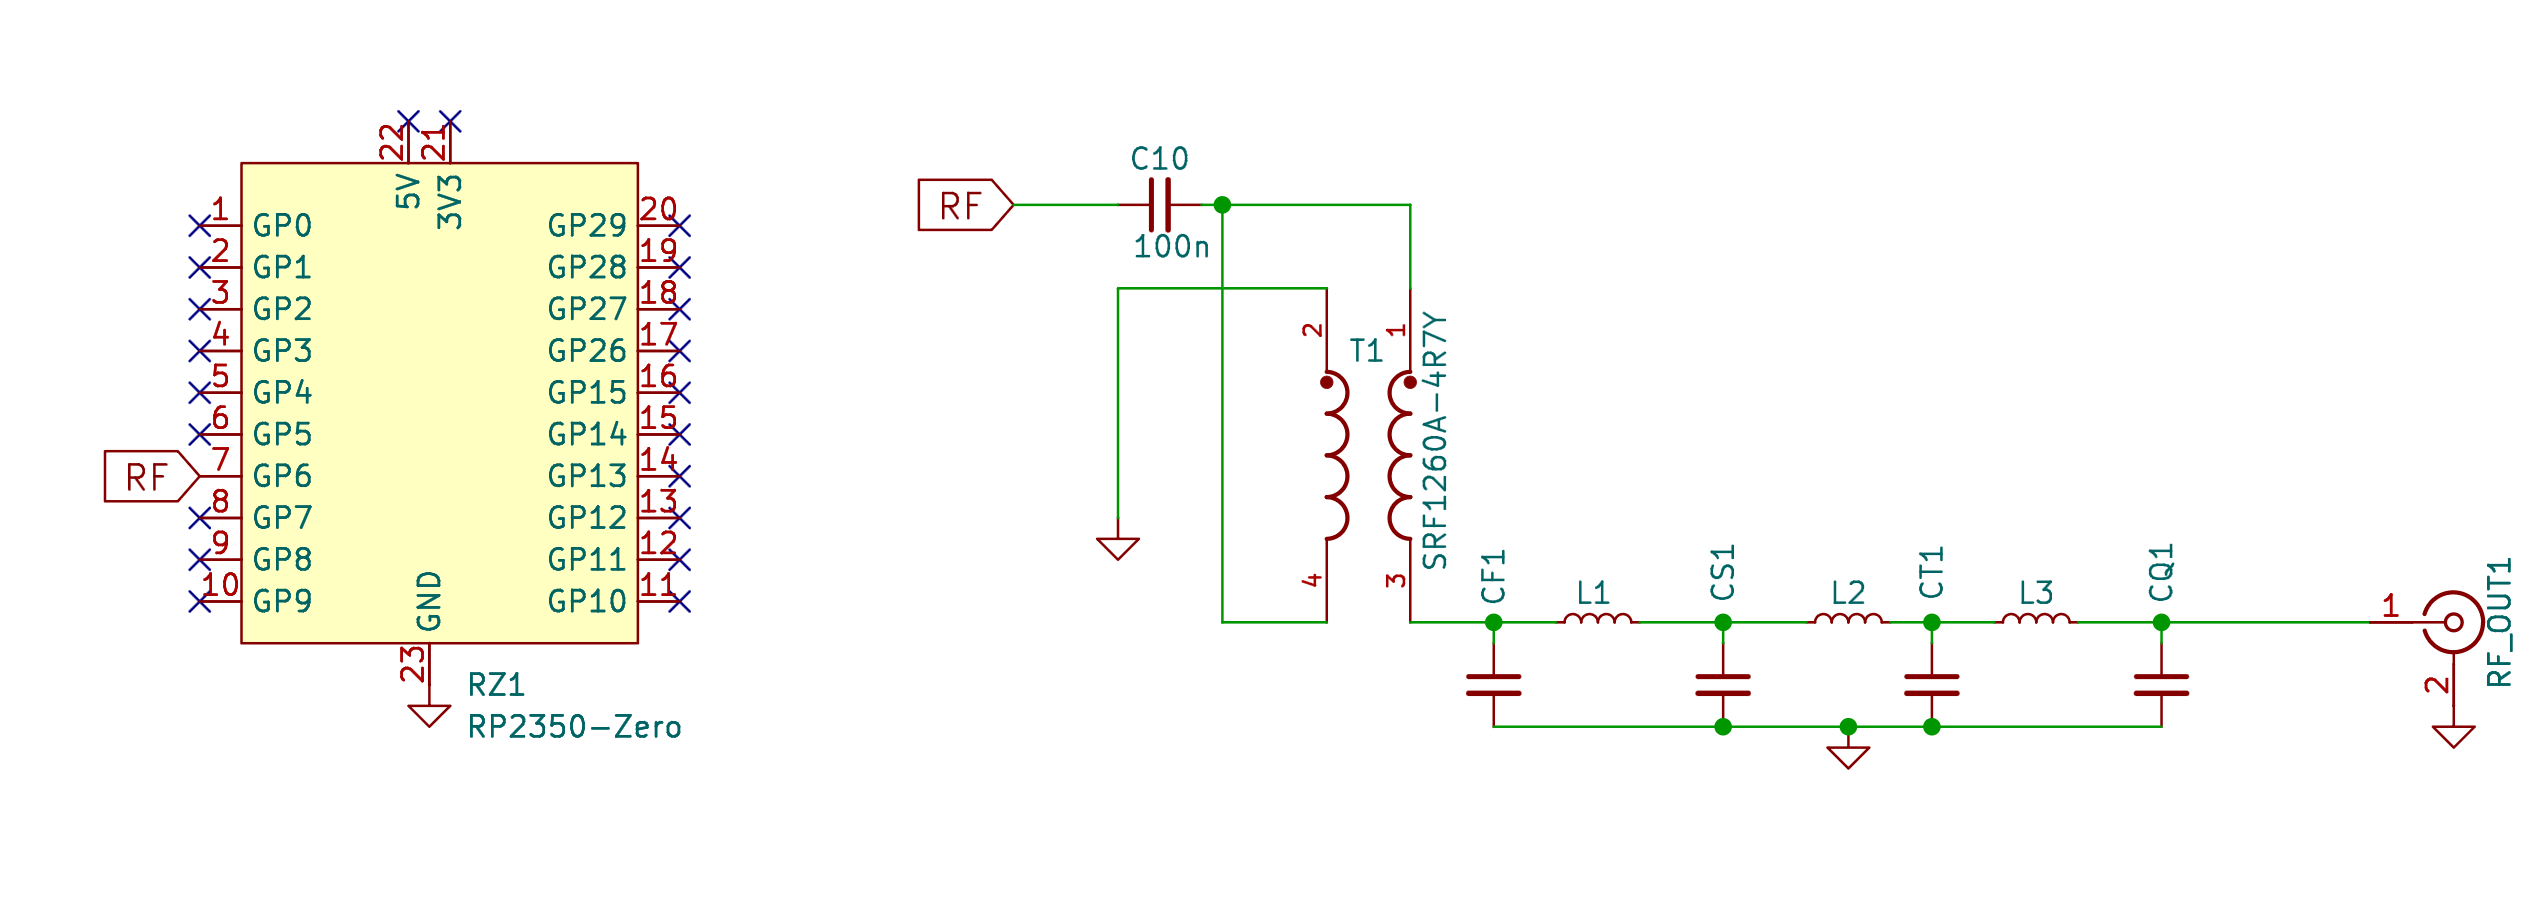 22
21
5V
3V3
1
GP0
2
GP1
3
GP2
4
GP3
5
GP4
6
GP5
RF
7
GP6
8
GP7
9
GP8
10
GP9
20
GP29
19
GP28
18
GP27
17
GP26
16
GP15
15
GP14
14
GP13
13
GP12
12
GP11
11
GP10
GND
23
RZ1
RP2350-Zero
RF
C10
100n
2
T1
1
SRF1260A-4R7Y
4
3
CF1
L1
CS1
L2
CT1
L3
CQ1
1
2
RF_OUT1